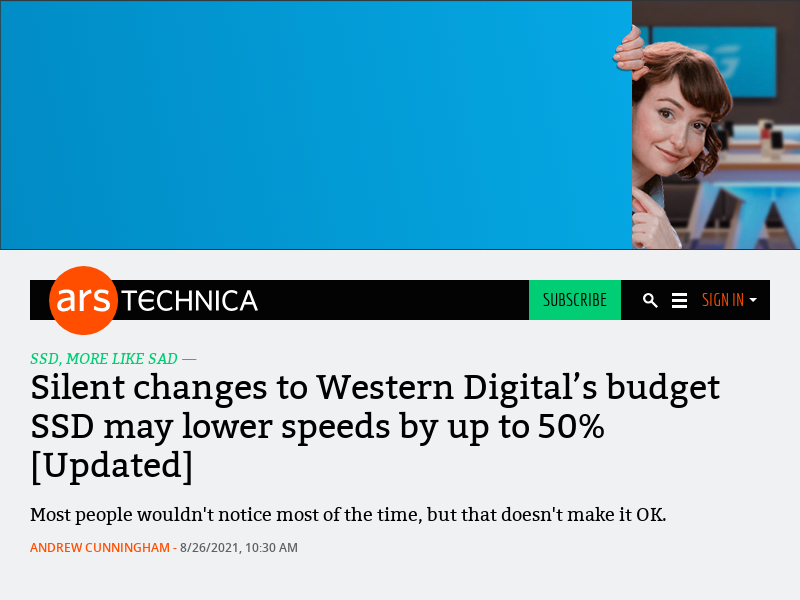 ars TECHNICA
SUBSCRIBE
SIGN IN
SSD, MORE LIKE SAD —
Silent changes to Western Digital’s budget
SSD may lower speeds by up to 50%
[Updated]
Most people wouldn't notice most of the time, but that doesn't make it OK.
ANDREW CUNNINGHAM - 8/26/2021, 10:30 AM